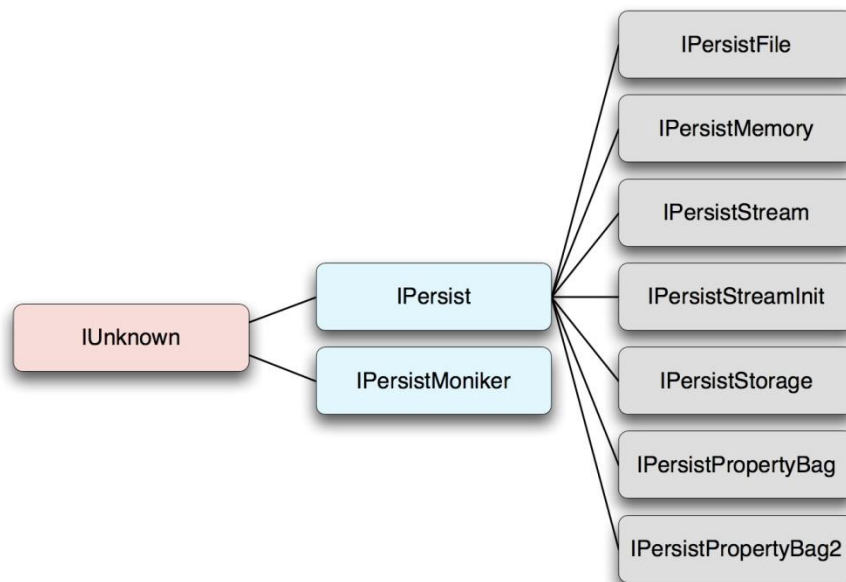 IUnknown
IPersist
IPersistMoniker
IPersistFile
IPersistMemory
IPersistStream
IPersistStreamInit
IPersistStorage
IPersistPropertyBag
IPersistPropertyBag2